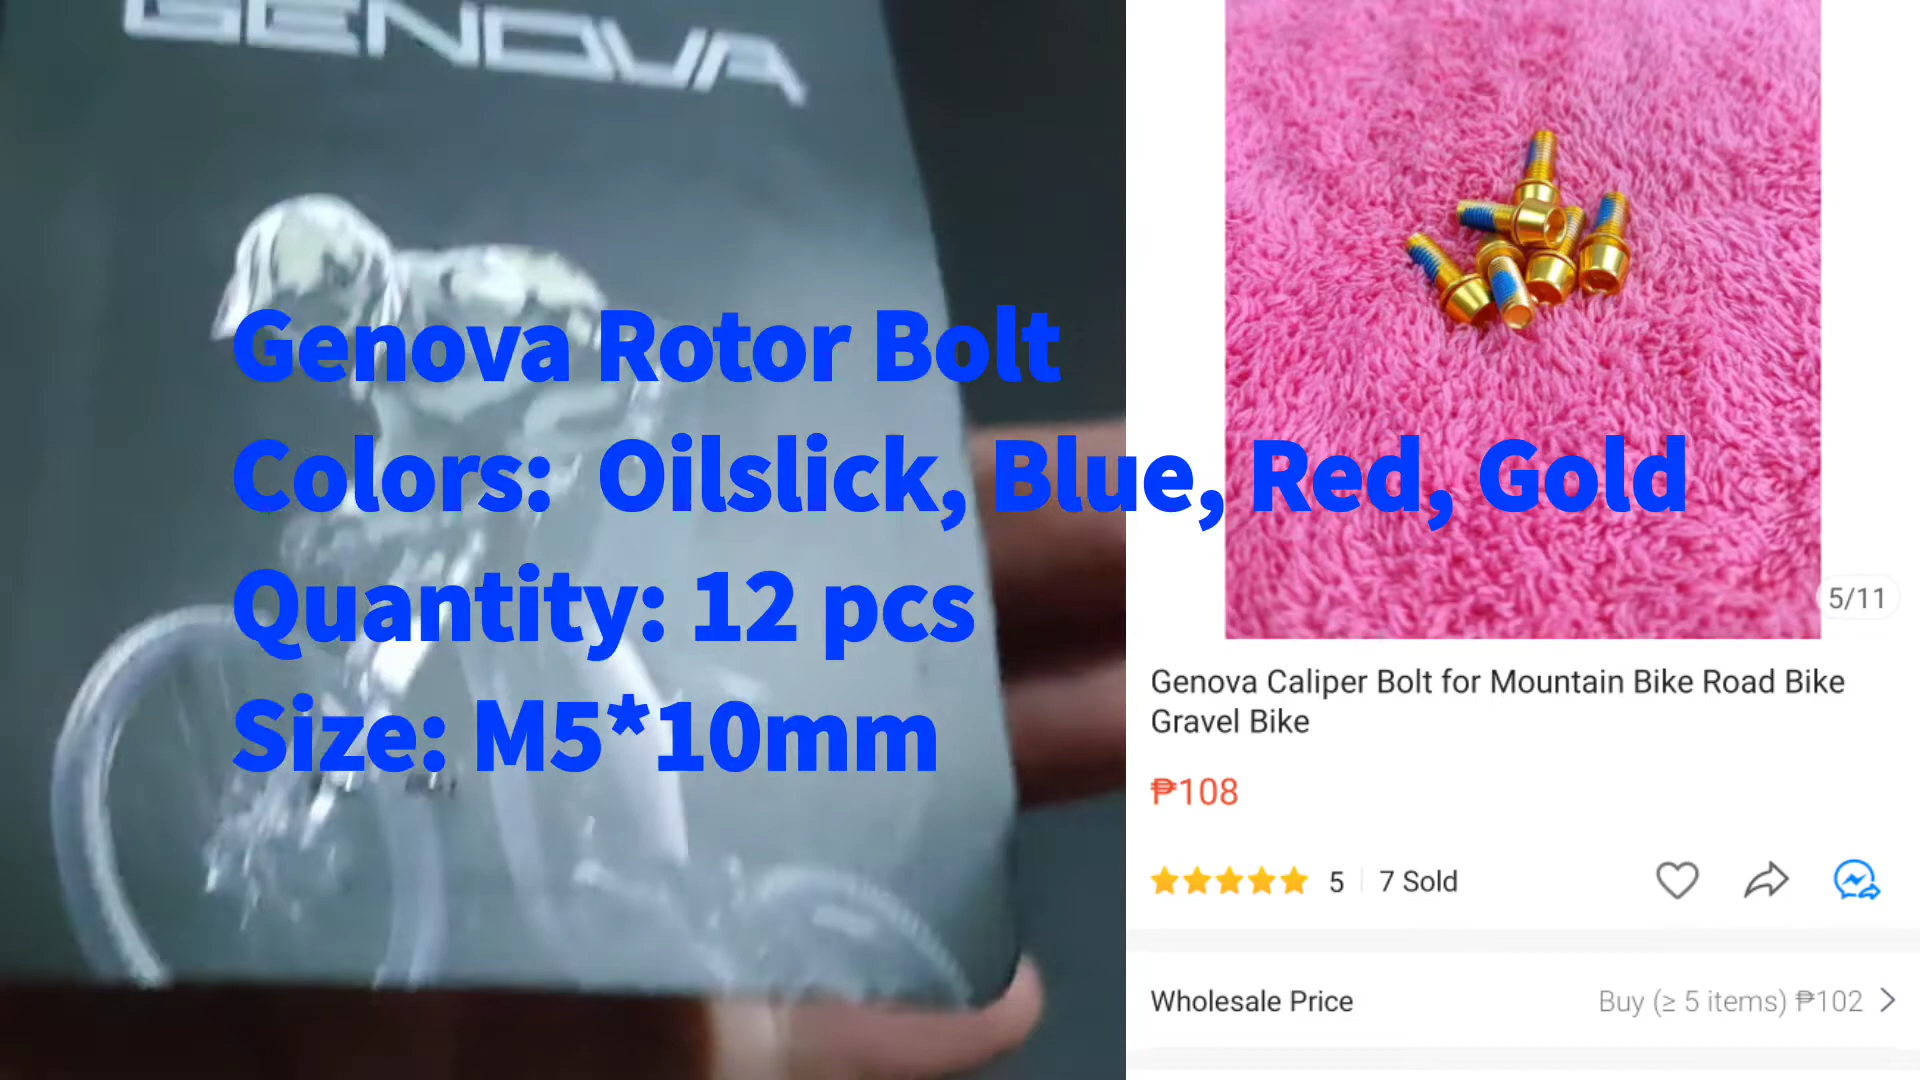 GENOVA
Genova Rotor Bolt
Colors: Oilslick, Blue, Red, Gold
Quantity: 12 pcs
Size: M5*10mm
5/11
Genova Caliper Bolt for Mountain Bike Road Bike
Gravel Bike
₱108
5
7 Sold
Wholesale Price
Buy (≥ 5 items) ₱102